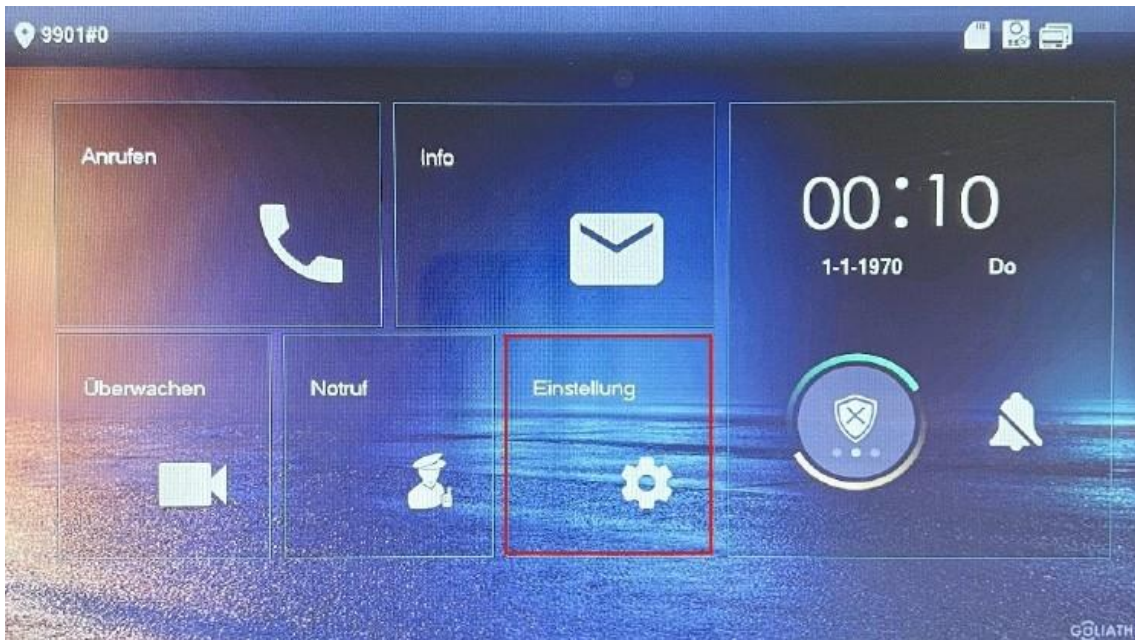 9901#0
Anrufen
Info
00:10
1-1-1970 Do
Überwachen
Notruf
Einstellung
GOLIATH